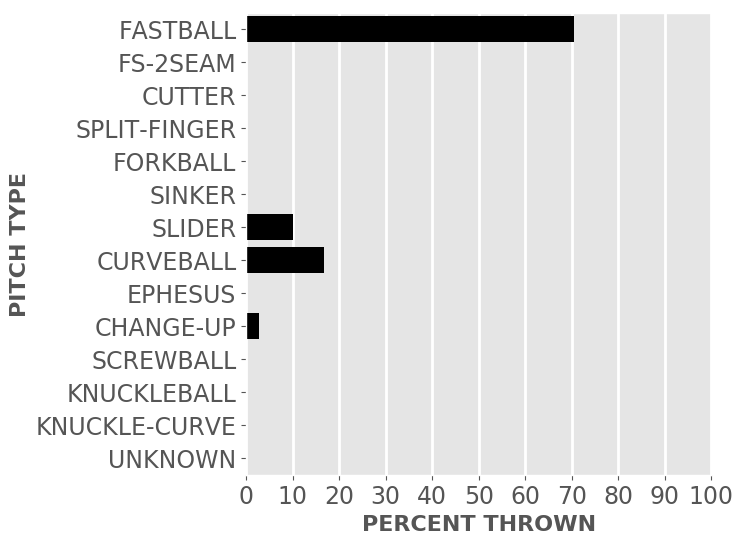 FASTBALL
FS-2SEAM
CUTTER
SPLIT-FINGER
FORKBALL
SINKER
SLIDER
CURVEBALL
EPHESUS
CHANGE-UP
SCREWBALL
KNUCKLEBALL
KNUCKLE-CURVE
UNKNOWN
PITCH TYPE
0 10 20 30 40 50 60 70 80 90 100
PERCENT THROWN